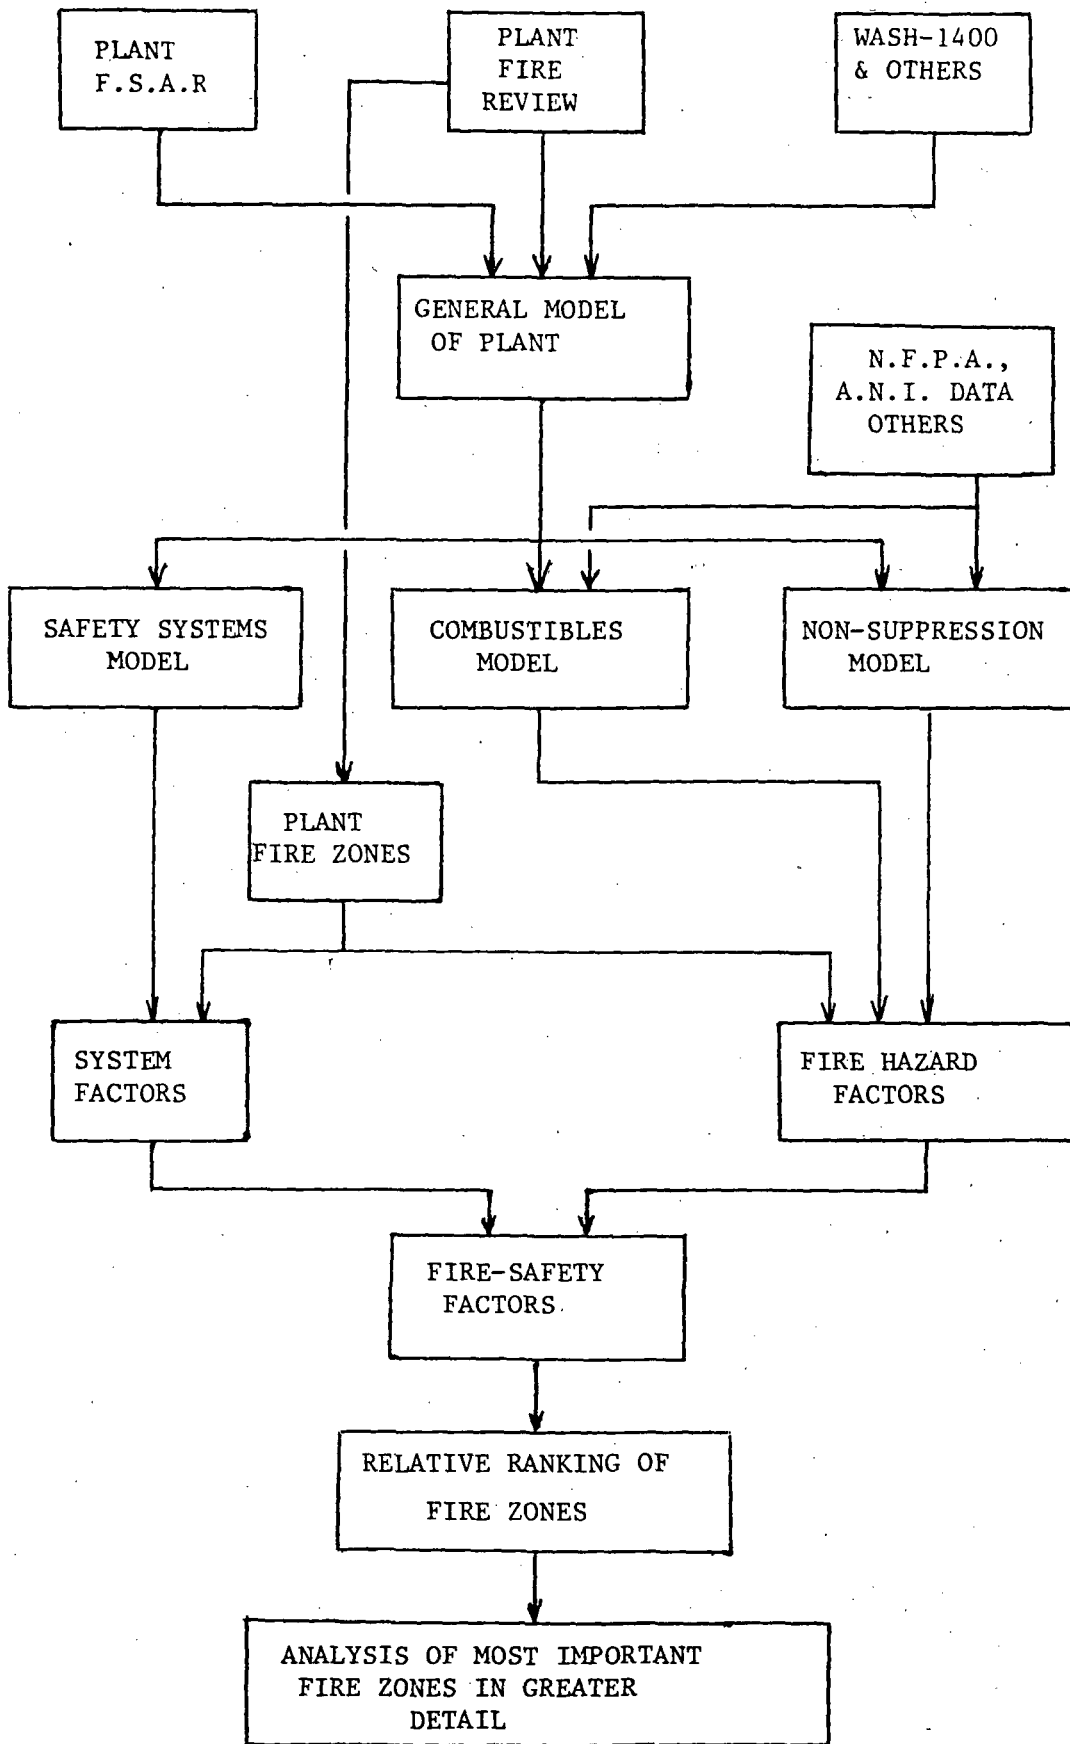 PLANT
F.S.A.R
PLANT
FIRE
REVIEW
WASH-1400
& OTHERS
GENERAL MODEL
OF PLANT
N.F.P.A.,
A.N.I. DATA
OTHERS
SAFETY SYSTEMS
MODEL
COMBUSTIBLES
MODEL
NON-SUPPRESSION
MODEL
PLANT
FIRE ZONES
SYSTEM
FACTORS
FIRE HAZARD
FACTORS
FIRE-SAFETY
FACTORS
RELATIVE RANKING OF
FIRE ZONES
ANALYSIS OF MOST IMPORTANT
FIRE ZONES IN GREATER
DETAIL